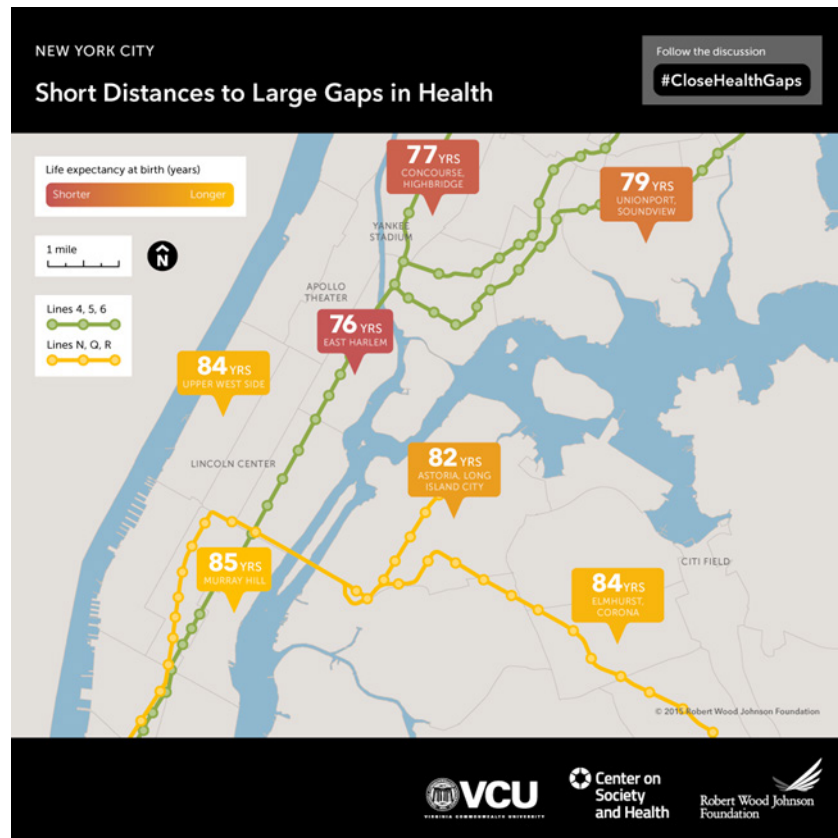 NEW YORK CITY
Short Distances to Large Gaps in Health
Follow the discussion
#CloseHealthGaps
Life expectancy at birth (years)
Shorter Longer
1 mile
N
Lines 4, 5, 6
Lines N, Q, R
77 YRS
CONCOURSE,
HIGHBRIDGE
79 YRS
UNIONPORT,
SOUNDVIEW
YANKEE
STADIUM
APOLLO
THEATER
76 YRS
EAST HARLEM
84 YRS
UPPER WEST SIDE
LINCOLN CENTER
82 YRS
ASTORIA, LONG
ISLAND CITY
85 YRS
MURRAY HILL
CITI FIELD
84 YRS
ELMHURST,
CORONA
© 2015 Robert Wood Johnson Foundation
VCU
VIRGINIA COMMONWEALTH UNIVERSITY
Center on
Society
and Health
Robert Wood Johnson
Foundation